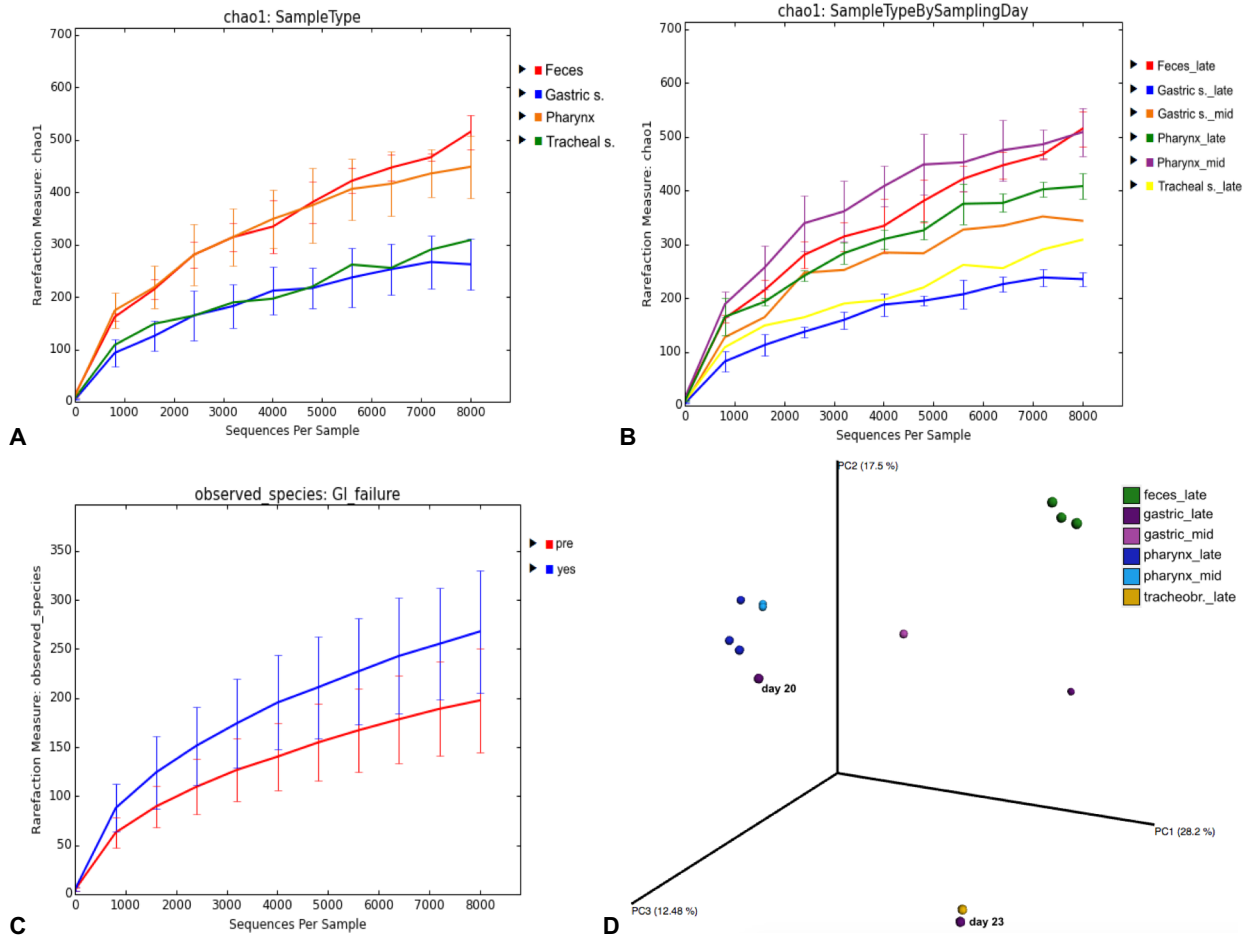 chao1: SampleType
700
600
500
400
300
200
100
0
0 1000 2000 3000 4000 5000 6000 7000 8000
Rarefaction Measure: chao1
Sequences Per Sample
Feces
Gastric s.
Pharynx
Tracheal s.
A
chao1: SampleTypeBySamplingDay
700
600
500
400
300
200
100
0
0 1000 2000 3000 4000 5000 6000 7000 8000
Rarefaction Measure: chao1
Sequences Per Sample
Feces_late
Gastric s._late
Gastric s._mid
Pharynx_late
Pharynx_mid
Tracheal s._late
B
observed_species: GI_failure
350
300
250
200
150
100
50
0
0 1000 2000 3000 4000 5000 6000 7000 8000
Rarefaction Measure: observed_species
Sequences Per Sample
pre
yes
C
PC2 (17.5 %)
feces_late
gastric_late
gastric_mid
pharynx_late
pharynx_mid
tracheobr._late
day 20
PC1 (28.2 %)
PC3 (12.48 %)
day 23
D